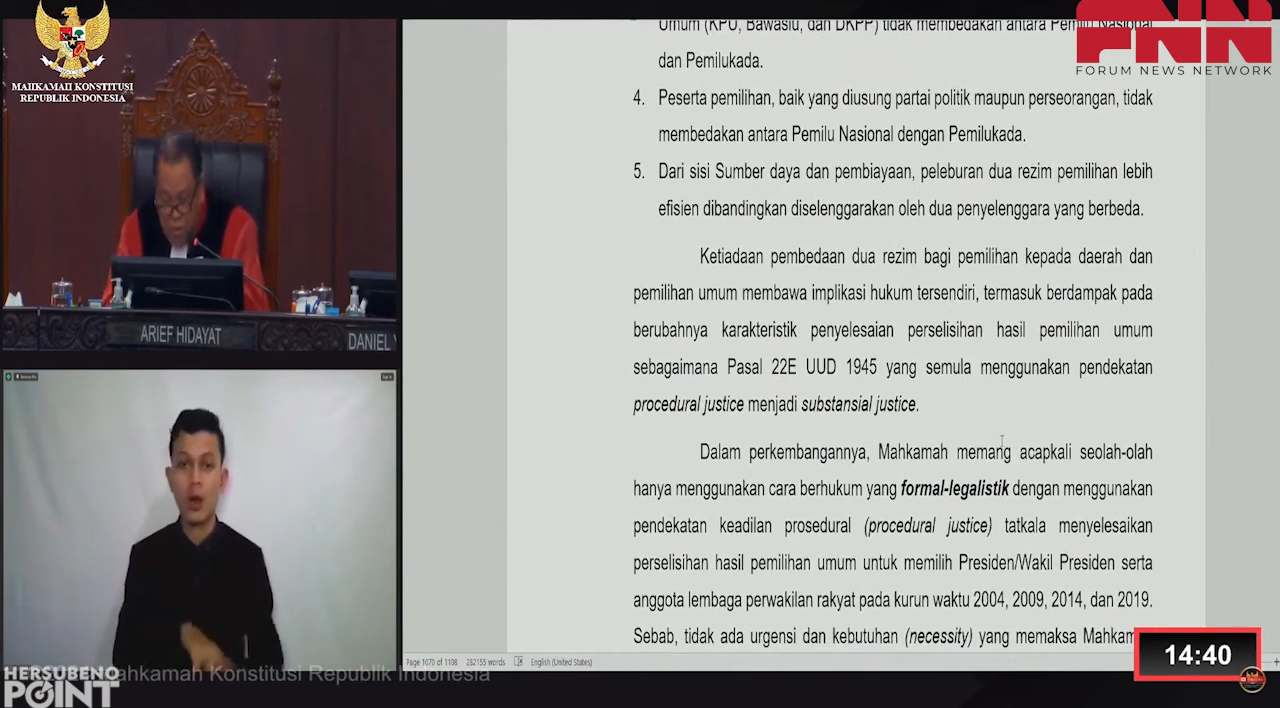 MAHKAMAH KONSTITUSI
REPUBLIK INDONESIA
ARIEF HIDAYAT
DANIEL
FNN
FORUM NEWS NETWORK
Umum (KPU, Bawaslu, dan DKPP) tidak membedakan antara Pemilu Nasional
dan Pemilukada.
4. Peserta pemilihan, baik yang diusung partai politik maupun perseorangan, tidak
membedakan antara Pemilu Nasional dengan Pemilukada.
5. Dari sisi Sumber daya dan pembiayaan, peleburan dua rezim pemilihan lebih
efisien dibandingkan diselenggarakan oleh dua penyelenggara yang berbeda.
Ketiadaan pembedaan dua rezim bagi pemilihan kepada daerah dan
pemilihan umum membawa implikasi hukum tersendiri, termasuk berdampak pada
berubahnya karakteristik penyelesaian perselisihan hasil pemilihan umum
sebagaimana Pasal 22E UUD 1945 yang semula menggunakan pendekatan
procedural justice menjadi substansial justice.
Dalam perkembangannya, Mahkamah memang acapkali seolah-olah
hanya menggunakan cara berhukum yang formal-legalistik dengan menggunakan
pendekatan keadilan prosedural (procedural justice) tatkala menyelesaikan
perselisihan hasil pemilihan umum untuk memilih Presiden/Wakil Presiden serta
anggota lembaga perwakilan rakyat pada kurun waktu 2004, 2009, 2014, dan 2019.
Sebab, tidak ada urgensi dan kebutuhan (necessity) yang memaksa Mahkam
Page 1070 of 1108 282155 words English (United States)
14:40
HERSUBENO
POINT
ahkamah Konstitusi Republik Indonesia